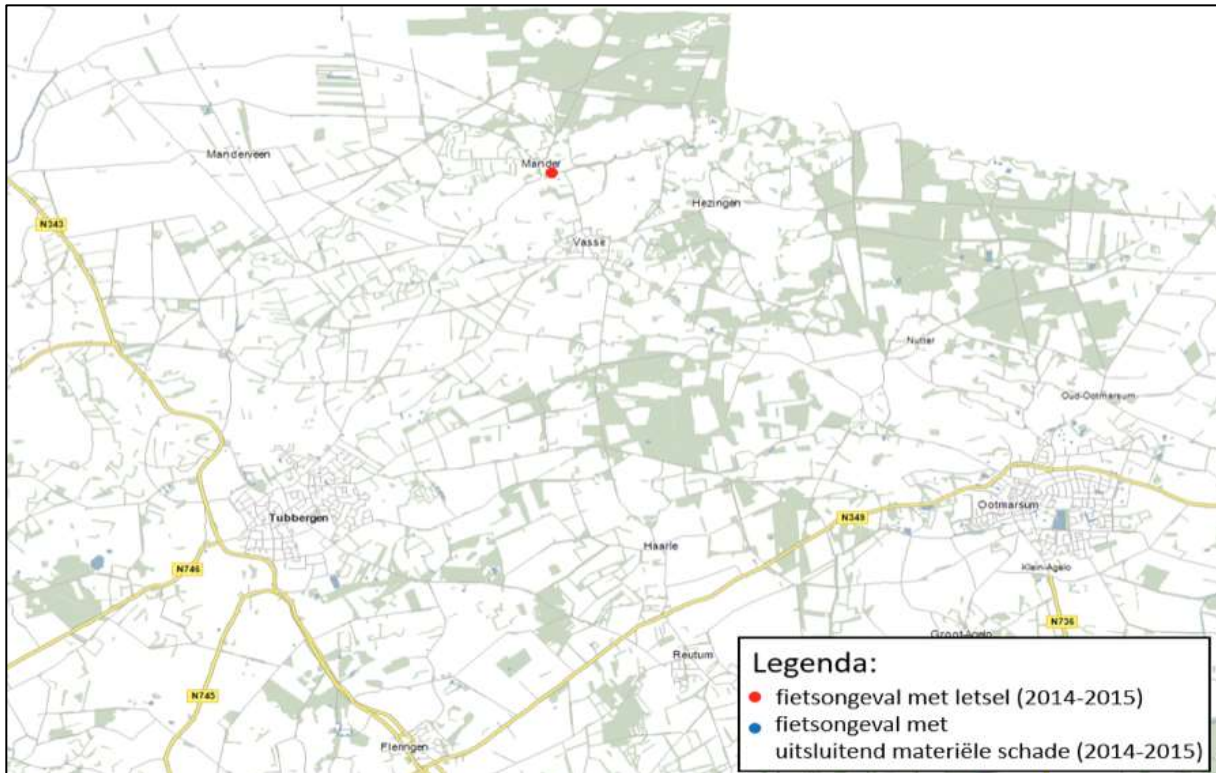 Manderveen
Mander
Hezingen
N343
Vasse
Nutter
Oud-Ootmarsum
Ootmarsum
Tubbergen
N349
Haarle
N746
Klein-Agelo
N736
Groot-Agelo
Reutum
N745
Fleringen
Legenda:
fietsongeval met letsel (2014-2015)
fietsongeval met
uitsluitend materiële schade (2014-2015)